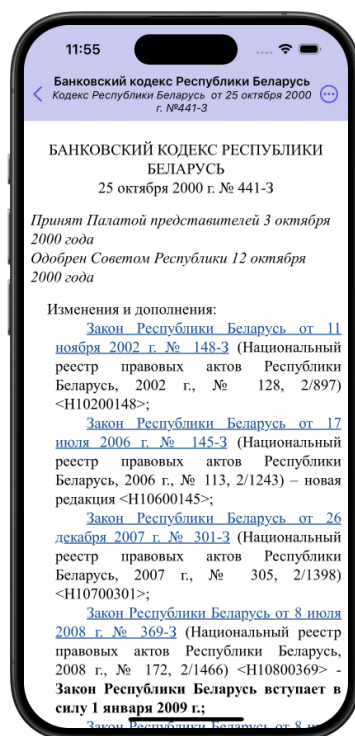 11:55
Банковский кодекс Республики Беларусь
Кодекс Республики Беларусь от 25 октября 2000
г. №441-З
БАНКОВСКИЙ КОДЕКС РЕСПУБЛИКИ
БЕЛАРУСЬ
25 октября 2000 г. № 441-З
Принят Палатой представителей 3 октября
2000 года
Одобрен Советом Республики 12 октября
2000 года
Изменения и дополнения:
Закон Республики Беларусь от 11
ноября 2002 г. № 148-З (Национальный
реестр правовых актов Республики
Беларусь, 2002 г., № 128, 2/897)
<H10200148>;
Закон Республики Беларусь от 17
июля 2006 г. № 145-З (Национальный
реестр правовых актов Республики
Беларусь, 2006 г., № 113, 2/1243) – новая
редакция <H10600145>;
Закон Республики Беларусь от 26
декабря 2007 г. № 301-З (Национальный
реестр правовых актов Республики
Беларусь, 2007 г., № 305, 2/1398)
<H10700301>;
Закон Республики Беларусь от 8 июля
2008 г. № 369-З (Национальный реестр
правовых актов Республики Беларусь,
2008 г., № 172, 2/1466) <H10800369> -
Закон Республики Беларусь вступает в
силу 1 января 2009 г.;
Закон Республики Беларусь от 8